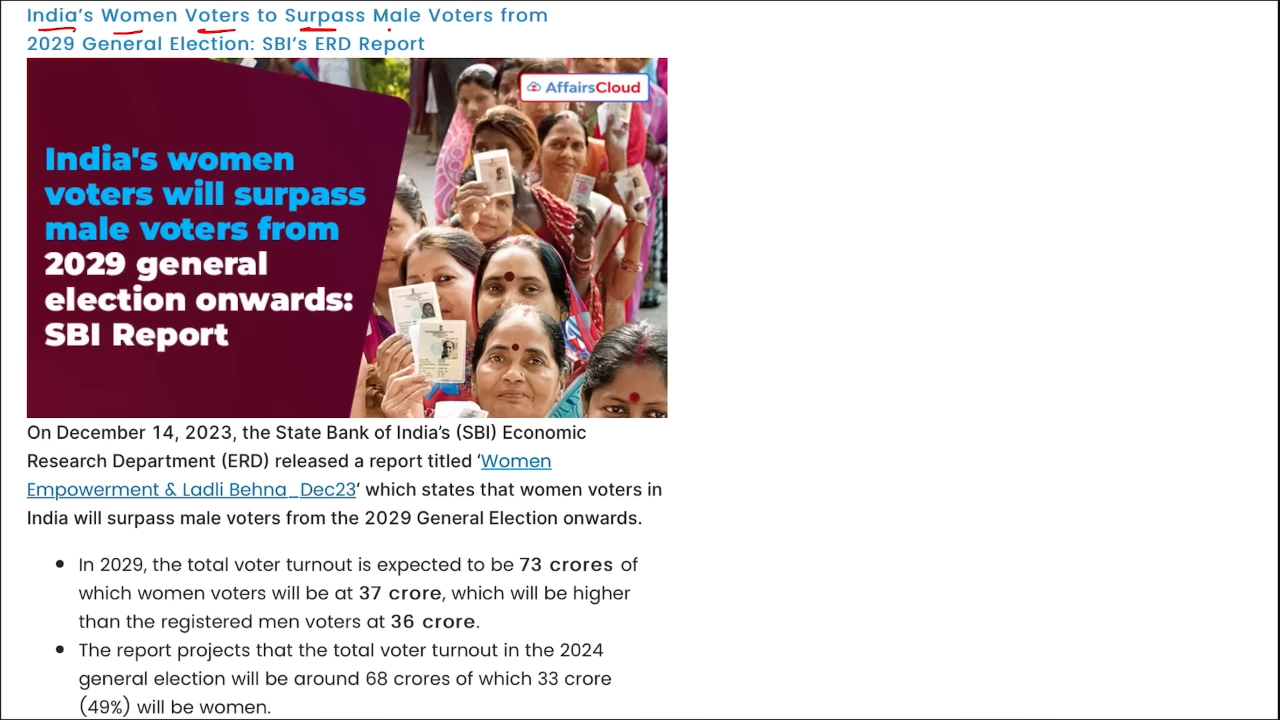 India’s Women Voters to Surpass Male Voters from
2029 General Election: SBI’s ERD Report
AffairsCloud
India's women
voters will surpass
male voters from
2029 general
election onwards:
SBI Report
On December 14, 2023, the State Bank of India’s (SBI) Economic
Research Department (ERD) released a report titled ‘Women
Empowerment & Ladli Behna_Dec23‘ which states that women voters in
India will surpass male voters from the 2029 General Election onwards.
• In 2029, the total voter turnout is expected to be 73 crores of
which women voters will be at 37 crore, which will be higher
than the registered men voters at 36 crore.
• The report projects that the total voter turnout in the 2024
general election will be around 68 crores of which 33 crore
(49%) will be women.